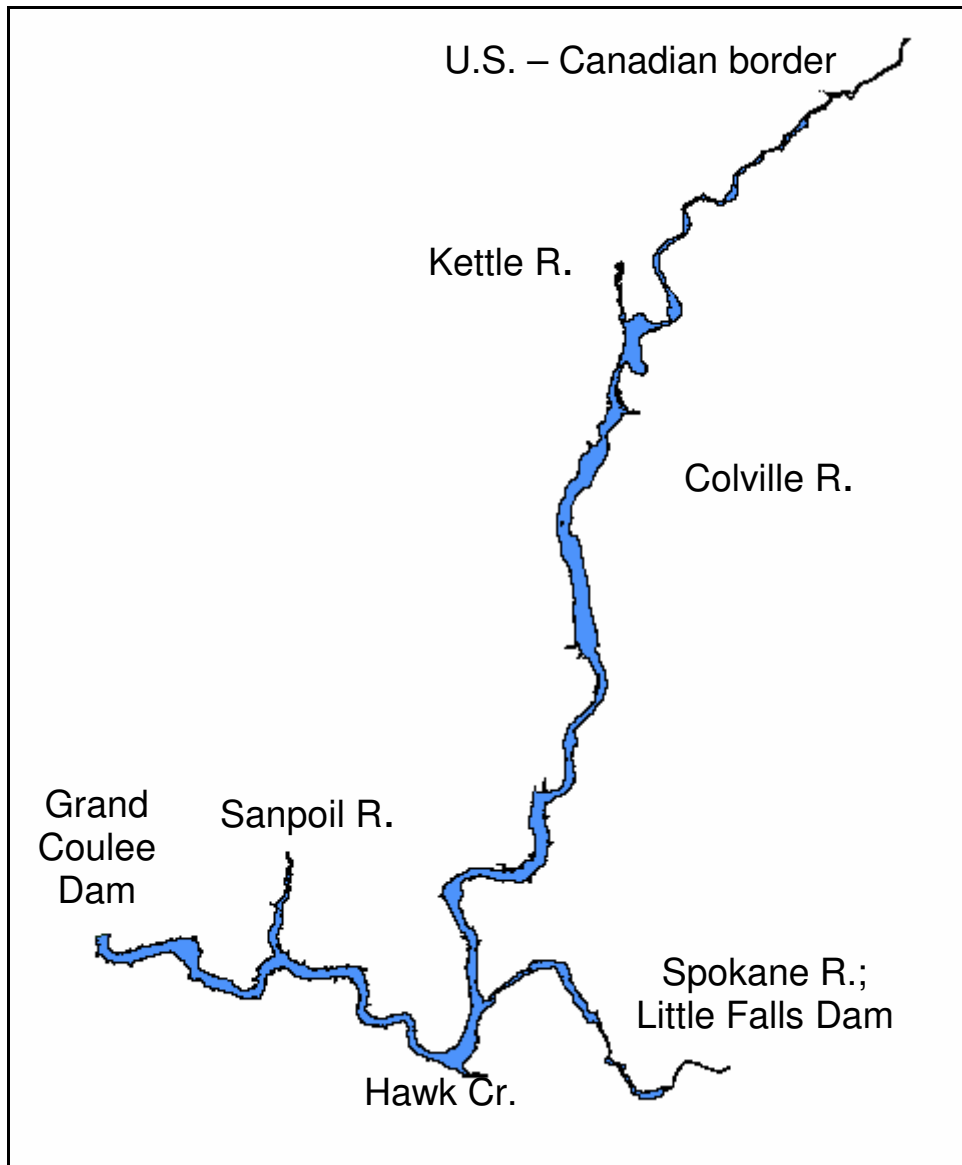 U.S. – Canadian border
Kettle R.
Colville R.
Grand
Coulee
Dam
Sanpoil R.
Spokane R.;
Little Falls Dam
Hawk Cr.